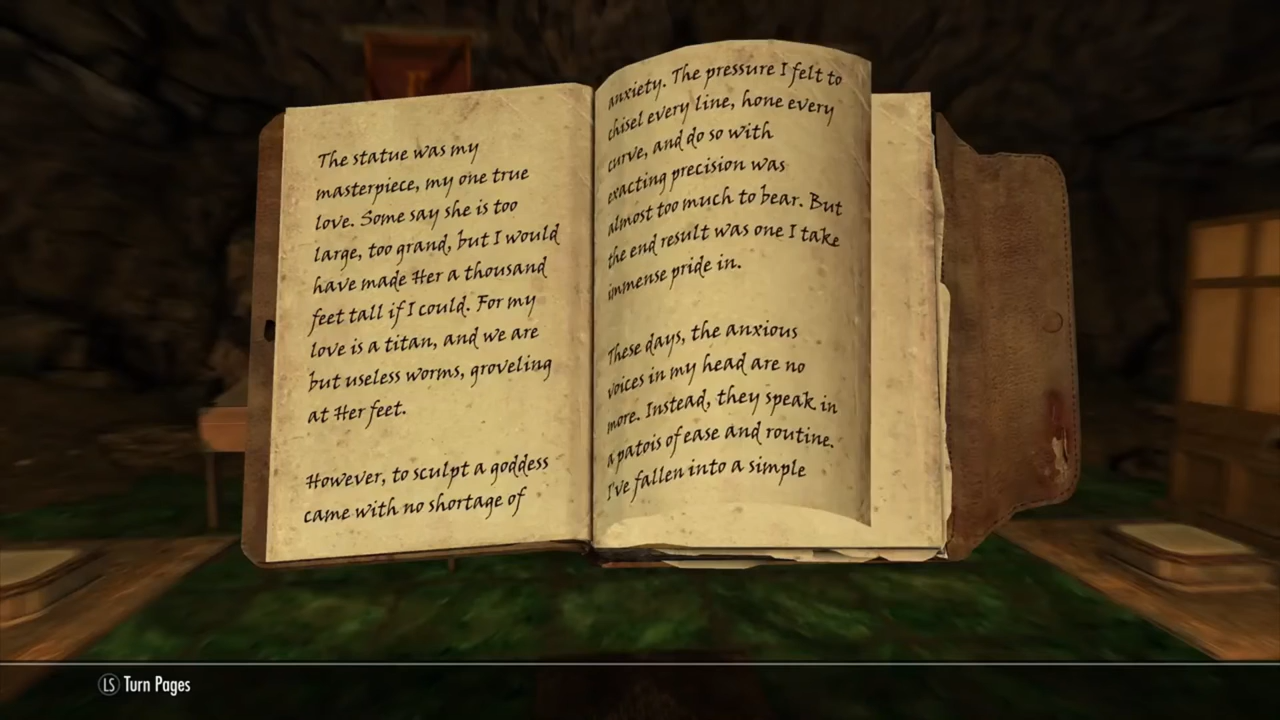 The statue was my
masterpiece, my one true
love. Some say she is too
large, too grand, but I would
have made Her a thousand
feet tall if I could. For my
love is a titan, and we are
but useless worms, groveling
at Her feet.
However, to sculpt a goddess
came with no shortage of
anxiety. The pressure I felt to
chisel every line, hone every
curve, and do so with
exacting precision was
almost too much to bear. But
the end result was one I take
immense pride in.
These days, the anxious
voices in my head are no
more. Instead, they speak in
a patois of ease and routine.
I've fallen into a simple
LS Turn Pages